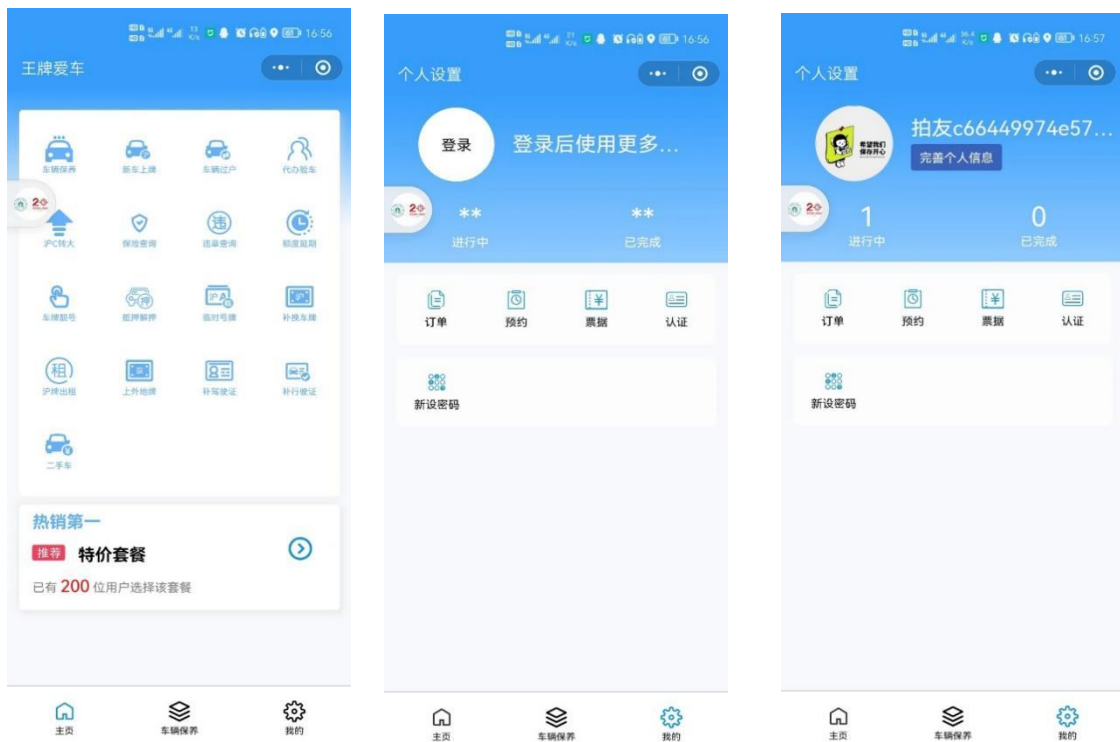 16:56
王牌爱车
车辆保养 新车上牌 车辆过户 代办验车
沪C转大 保险查询 违章查询 额度延期
车牌靓号 抵押解押 临时号牌 补换车牌
沪牌出租 上外地牌 补驾驶证 补行驶证
二手车
热销第一
推荐 特价套餐
已有 200 位用户选择该套餐
主页 车辆保养 我的
16:56
个人设置
登录 登录后使用更多...
** **
进行中 已完成
订单 预约 票据 认证
新设密码
主页 车辆保养 我的
16:57
个人设置
希望我们
保存开心
拍友c66449974e57...
完善个人信息
1 0
进行中 已完成
订单 预约 票据 认证
新设密码
主页 车辆保养 我的